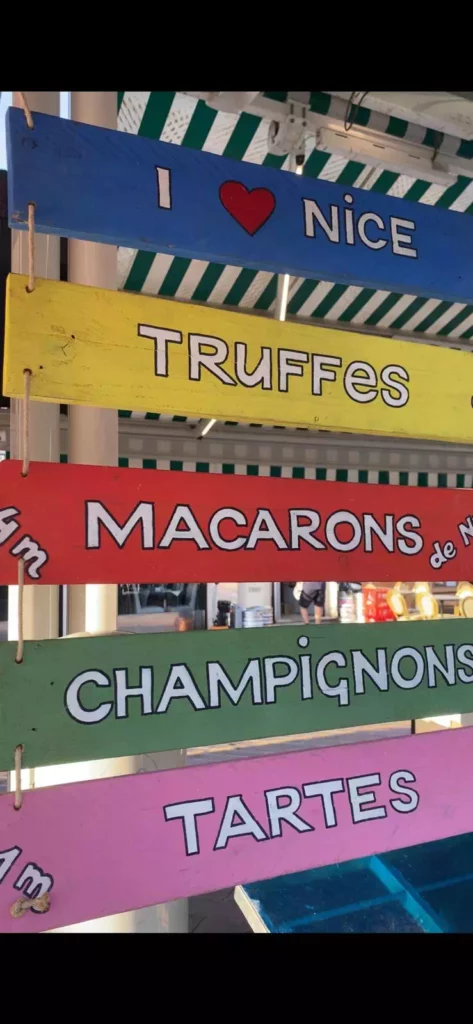 I ❤ NiCE
TRUFFES
MACARONS de
CHAMPiGNONS
TARTES